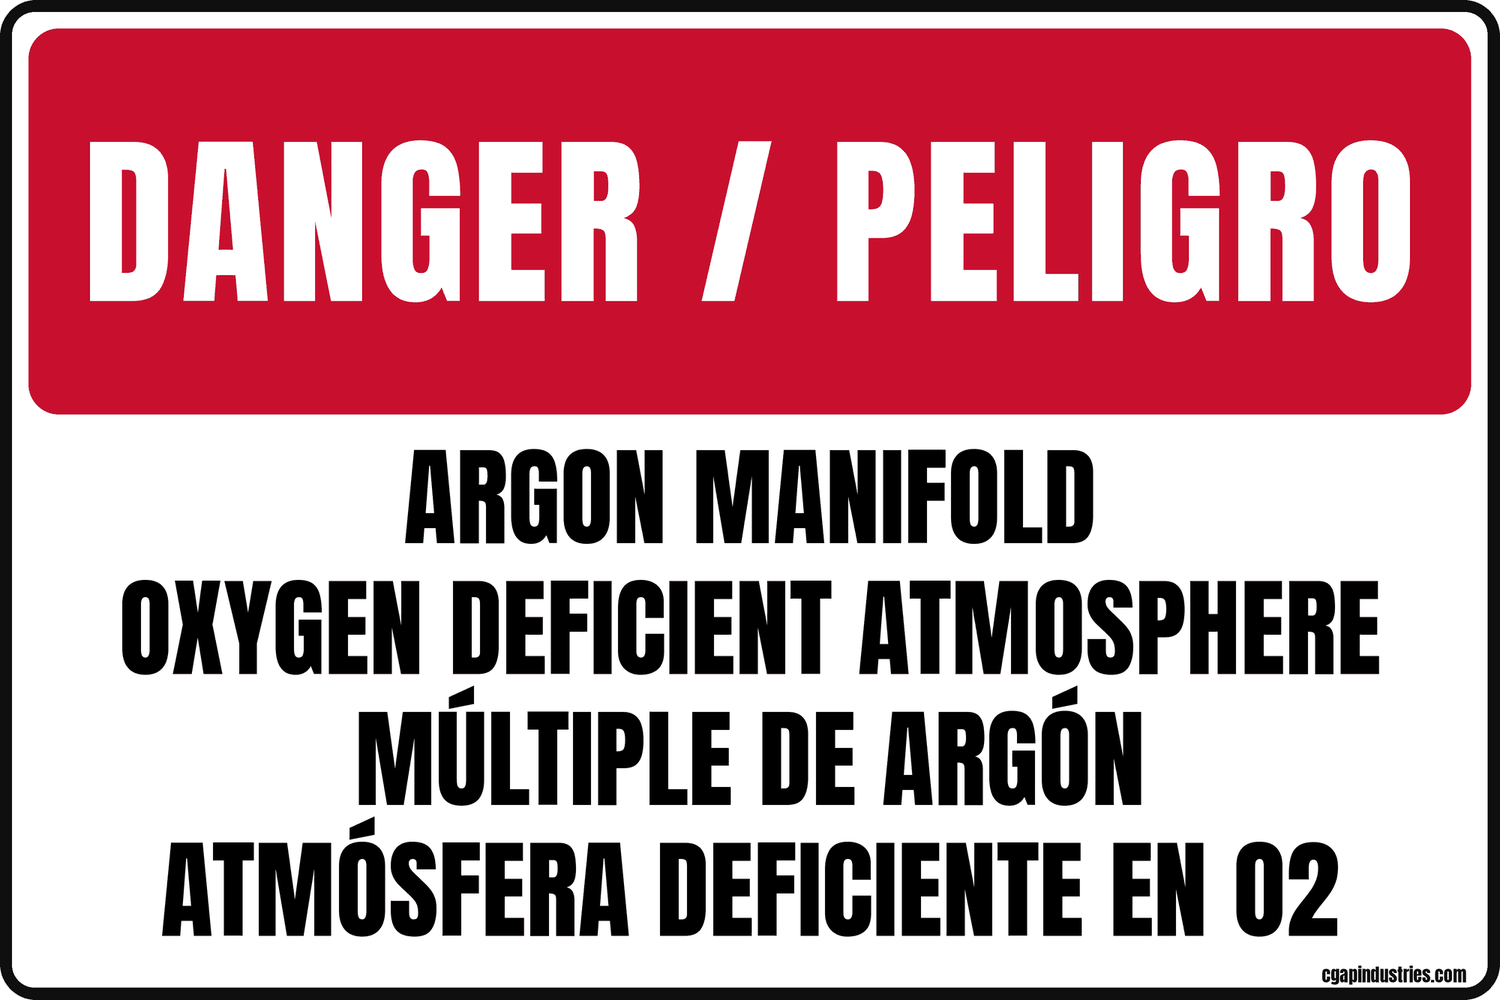 DANGER / PELIGRO
ARGON MANIFOLD
OXYGEN DEFICIENT ATMOSPHERE
MÚLTIPLE DE ARGÓN
ATMÓSFERA DEFICIENTE EN O2
cgapindustries.com